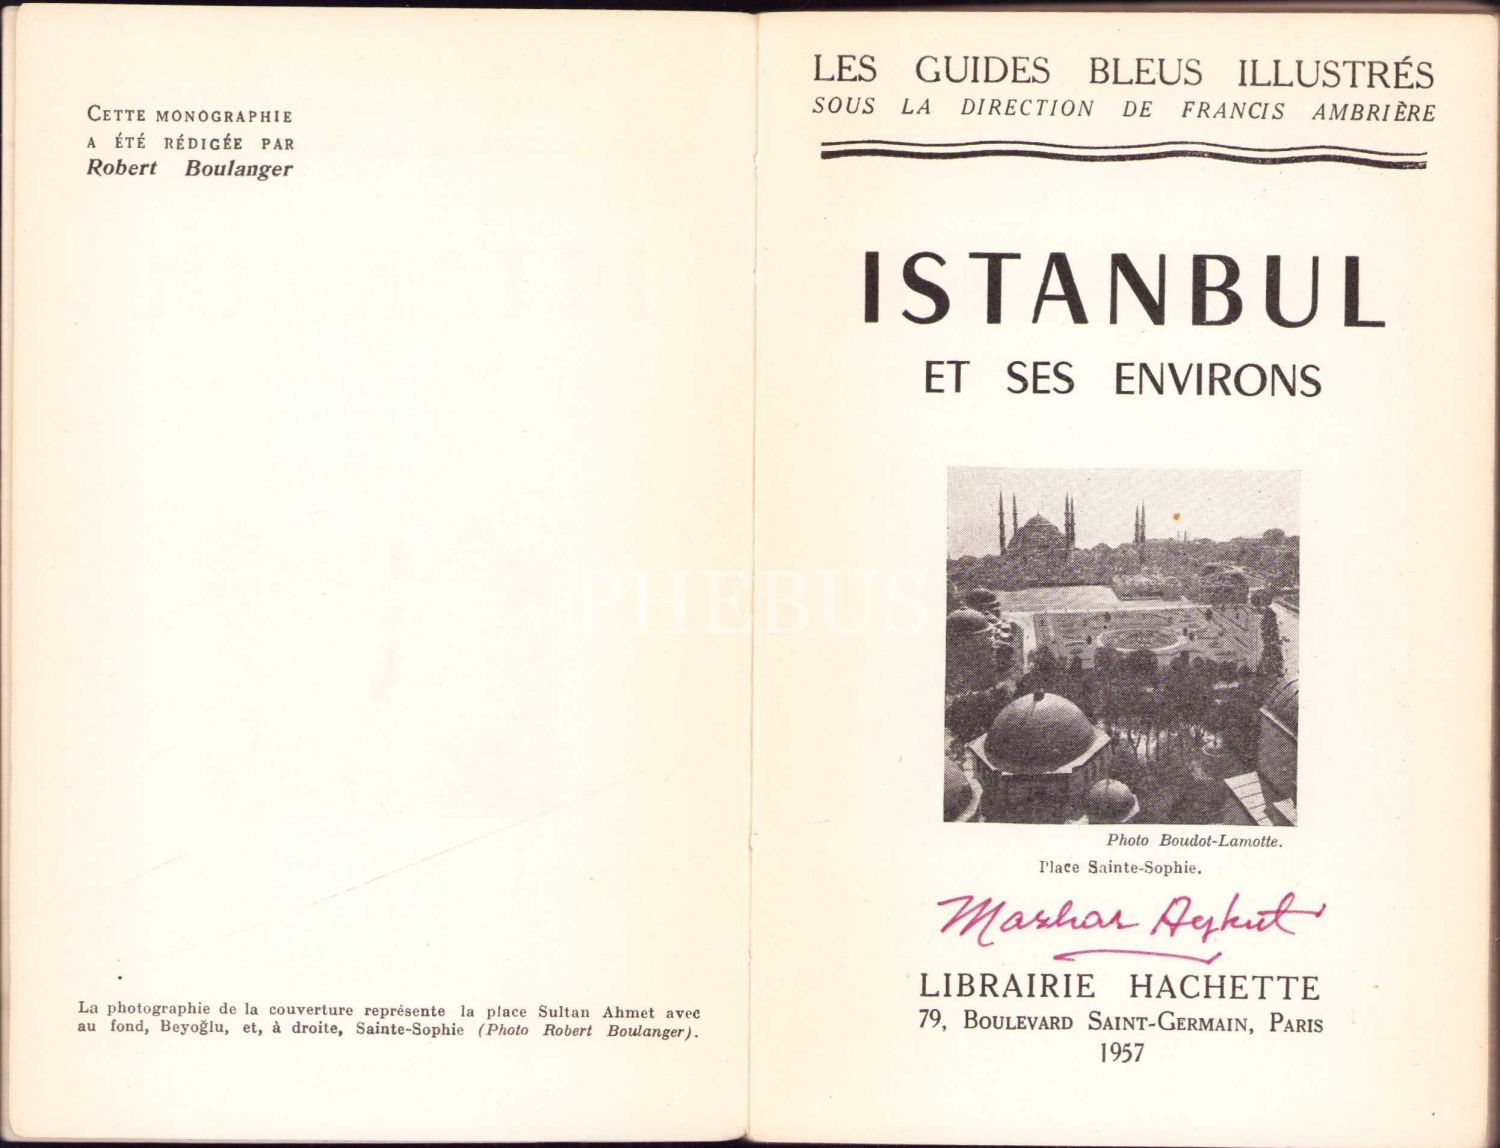 CETTE MONOGRAPHIE
A ÉTÉ RÉDIGÉE PAR
Robert Boulanger
La photographie de la couverture représente la place Sultan Ahmet avec
au fond, Beyoğlu, et, à droite, Sainte-Sophie (Photo Robert Boulanger).
PHEBUS
LES GUIDES BLEUS ILLUSTRÉS
SOUS LA DIRECTION DE FRANCIS AMBRIÈRE
ISTANBUL
ET SES ENVIRONS
Photo Boudot-Lamotte.
Place Sainte-Sophie.
Mazhar Aykut
LIBRAIRIE HACHETTE
79, BOULEVARD SAINT-GERMAIN, PARIS
1957